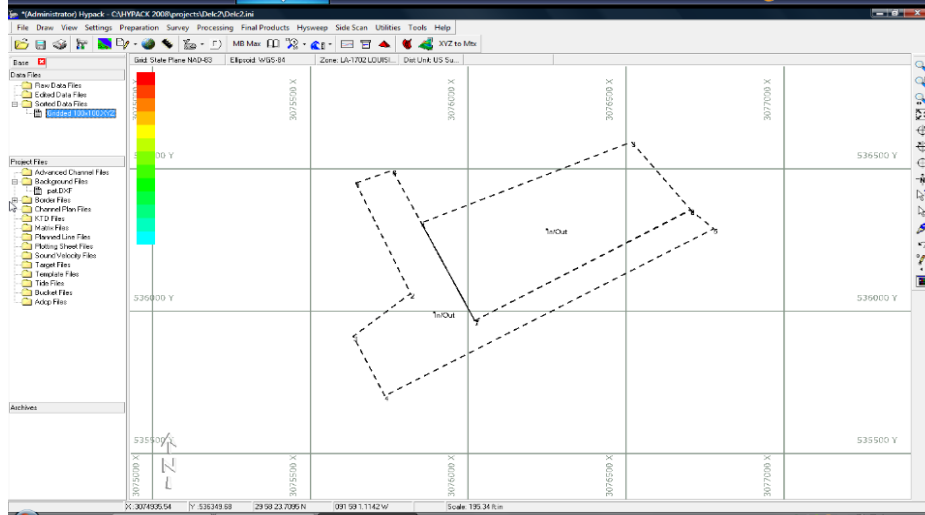 *(Administrator) Hypack - C:\HYPACK 2008\projects\Delc2\Delc2.ini
File Draw View Settings Preparation Survey Processing Final Products Hysweep Side Scan Utilities Tools Help
MB Max XYZ to Mtx
Base
Grid: State Plane NAD-83 Ellipsoid: WGS-84 Zone: LA-1702 LOUISI... Dist Unit: US Su...
Data Files
Raw Data Files
Edited Data Files
Sorted Data Files
Gridded 100x100.XYZ
Project Files
Advanced Channel Files
Background Files
pat.DXF
Border Files
Channel Plan Files
KTD Files
Matrix Files
Planned Line Files
Plotting Sheet Files
Sound Velocity Files
Target Files
Template Files
Tide Files
Bucket Files
Adcp Files
Archives
3075500 X
3076000 X
3076500 X
3077000 X
536500 Y
In/Out
536000 Y
536000 Y
In/Out
535500 Y
535500 Y
N
3075000 X
3075500 X
3076000 X
3076500 X
3077000 X
X: 3074935.54 Y: 536349.68 29 58 23.7095 N 091 59 1.1142 W Scale: 195.34 ft:in